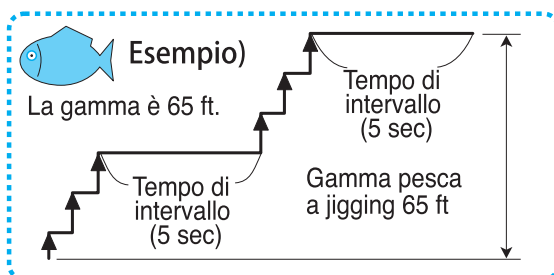 Esempio)
La gamma è 65 ft.
Tempo di
intervallo
(5 sec)
Tempo di
intervallo
(5 sec)
Gamma pesca
a jigging 65 ft